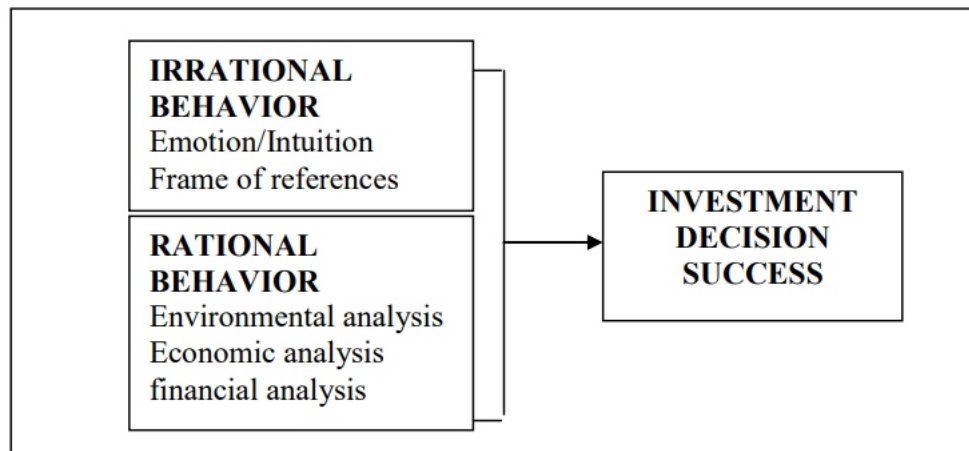 IRRATIONAL
BEHAVIOR
Emotion/Intuition
Frame of references
RATIONAL
BEHAVIOR
Environmental analysis
Economic analysis
financial analysis
INVESTMENT
DECISION
SUCCESS